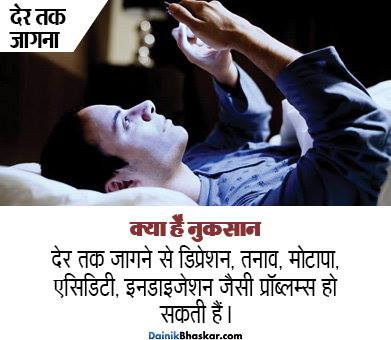 देर तक
जागना
क्या हैं नुकसान
देर तक जागने से डिप्रेशन, तनाव, मोटापा,
एसिडिटी, इनडाइजेशन जैसी प्रॉब्लम्स हो
सकती हैं।
DainikBhaskar.com